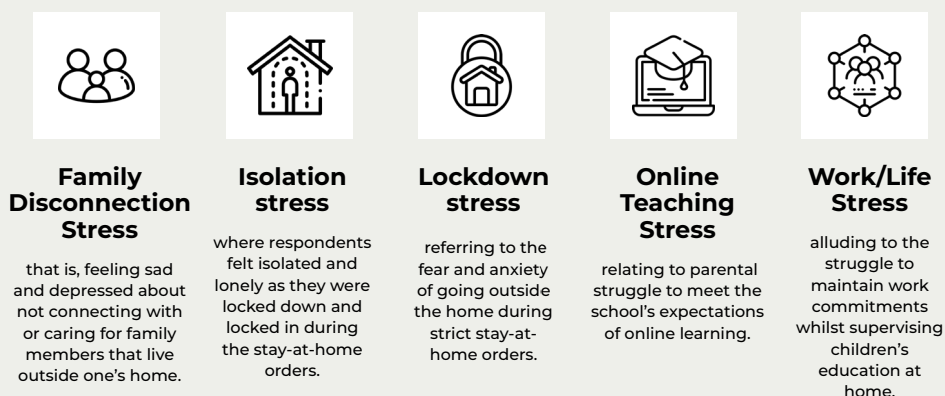 Family
Disconnection
Stress
that is, feeling sad
and depressed about
not connecting with
or caring for family
members that live
outside one’s home.
Isolation
stress
where respondents
felt isolated and
lonely as they were
locked down and
locked in during
the stay-at-home
orders.
Lockdown
stress
referring to the
fear and anxiety
of going outside
the home during
strict stay-at-
home orders.
Online
Teaching
Stress
relating to parental
struggle to meet the
school’s expectations
of online learning.
Work/Life
Stress
alluding to the
struggle to
maintain work
commitments
whilst supervising
children’s
education at
home.